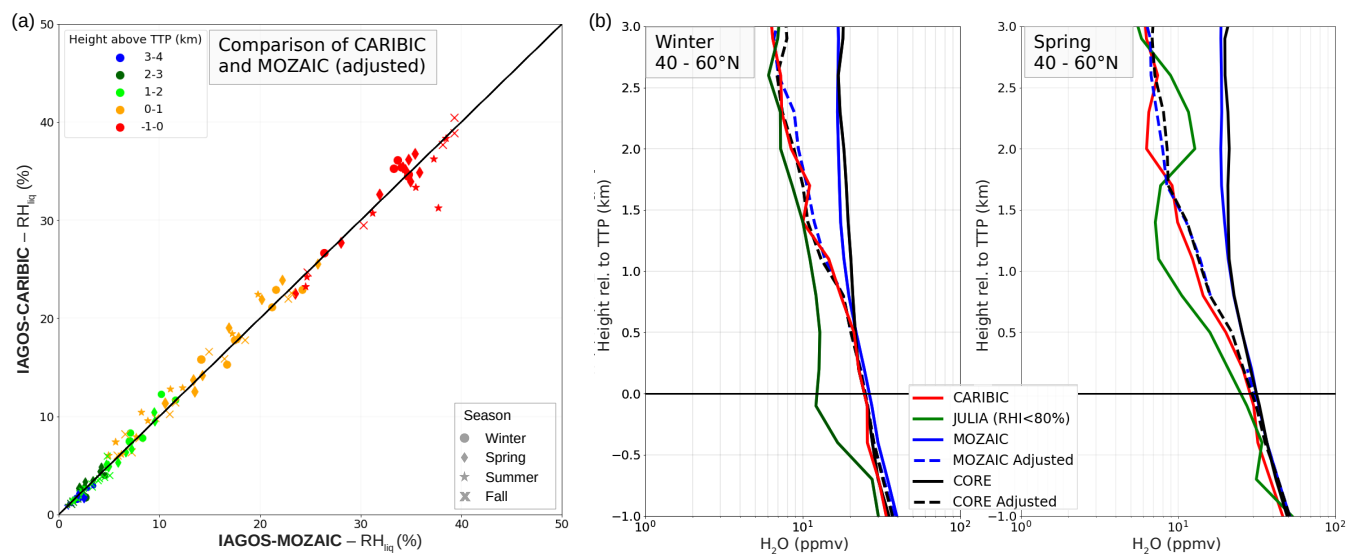 (a)
50
40
30
20
10
0
IAGOS-CARIBIC – RH_liq (%)
Height above TTP (km)
3-4
2-3
1-2
0-1
-1-0
Comparison of CARIBIC
and MOZAIC (adjusted)
Season
Winter
Spring
Summer
Fall
0 10 20 30 40 50
IAGOS-MOZAIC – RH_liq (%)
(b)
3.0
2.5
2.0
1.5
1.0
0.5
0.0
−0.5
−1.0
Height rel. to TTP (km)
Winter
40 - 60°N
10⁰ 10¹ 10²
H₂O (ppmv)
3.0
2.5
2.0
1.5
1.0
0.5
0.0
−0.5
−1.0
Height rel. to TTP (km)
Spring
40 - 60°N
CARIBIC
JULIA (RHI<80%)
MOZAIC
MOZAIC Adjusted
CORE
CORE Adjusted
10⁰ 10¹ 10²
H₂O (ppmv)